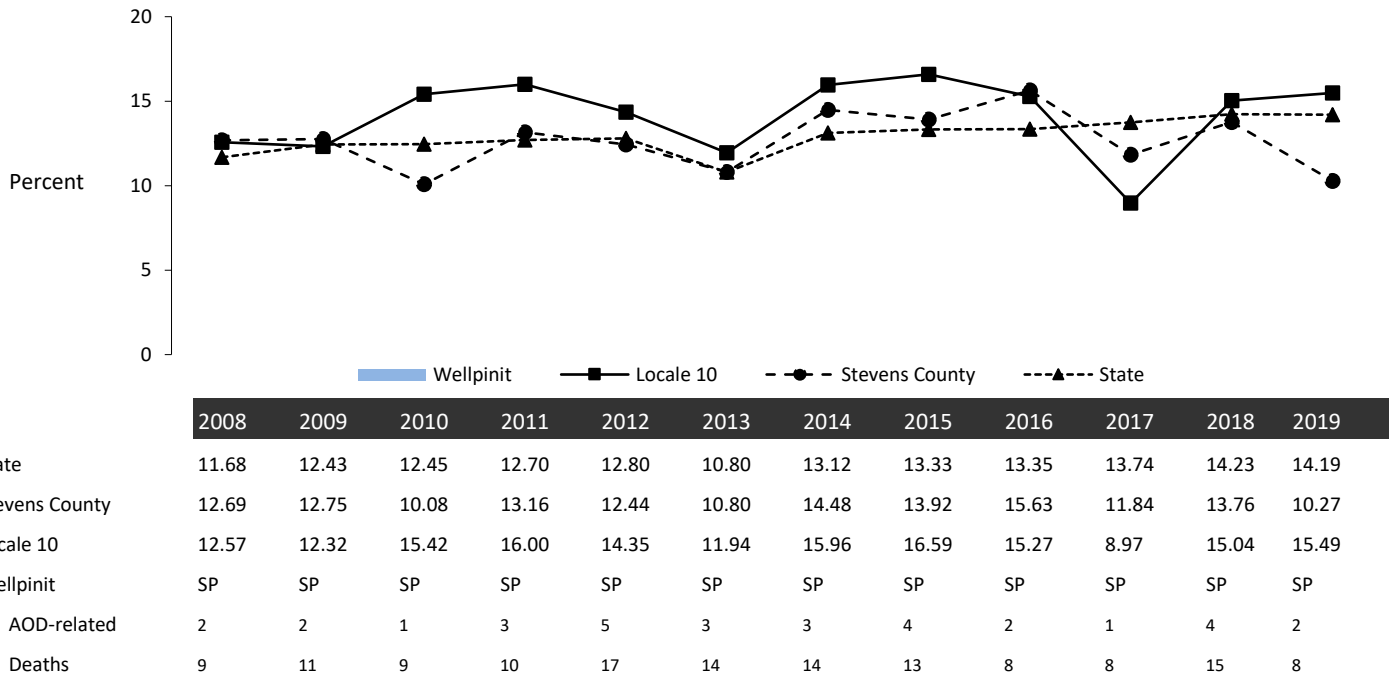 20
15
Percent
10
5
0
Wellpinit Locale 10 Stevens County State
2008 2009 2010 2011 2012 2013 2014 2015 2016 2017 2018 2019
ate 11.68 12.43 12.45 12.70 12.80 10.80 13.12 13.33 13.35 13.74 14.23 14.19
evens County 12.69 12.75 10.08 13.16 12.44 10.80 14.48 13.92 15.63 11.84 13.76 10.27
cale 10 12.57 12.32 15.42 16.00 14.35 11.94 15.96 16.59 15.27 8.97 15.04 15.49
ellpinit SP SP SP SP SP SP SP SP SP SP SP SP
AOD-related 2 2 1 3 5 3 3 4 2 1 4 2
Deaths 9 11 9 10 17 14 14 13 8 8 15 8